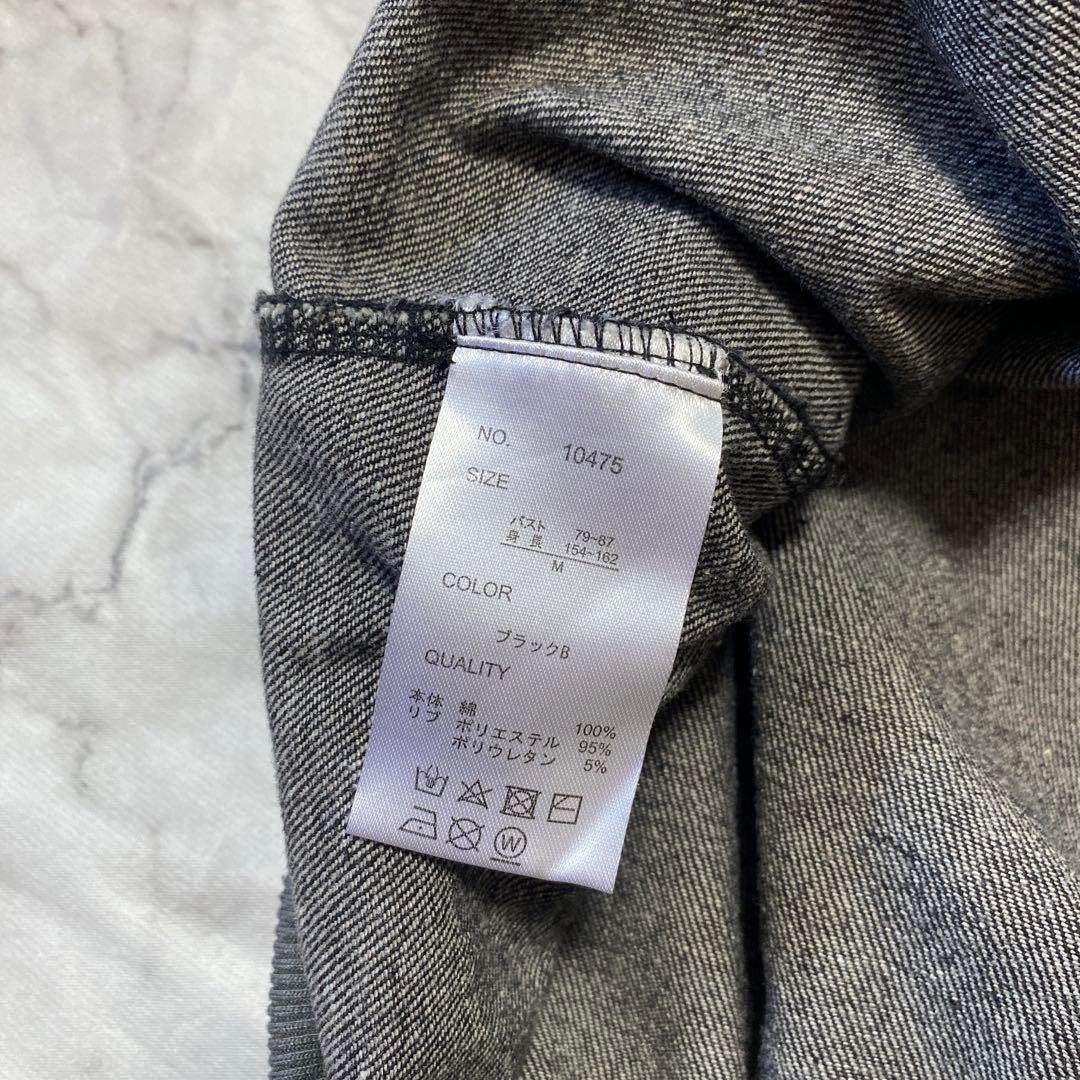 NO. 10475
SIZE
バスト 79~87
身長 154~162
M
COLOR
ブラックB
QUALITY
本体 綿 100%
リブ ポリエステル 95%
ポリウレタン 5%
W